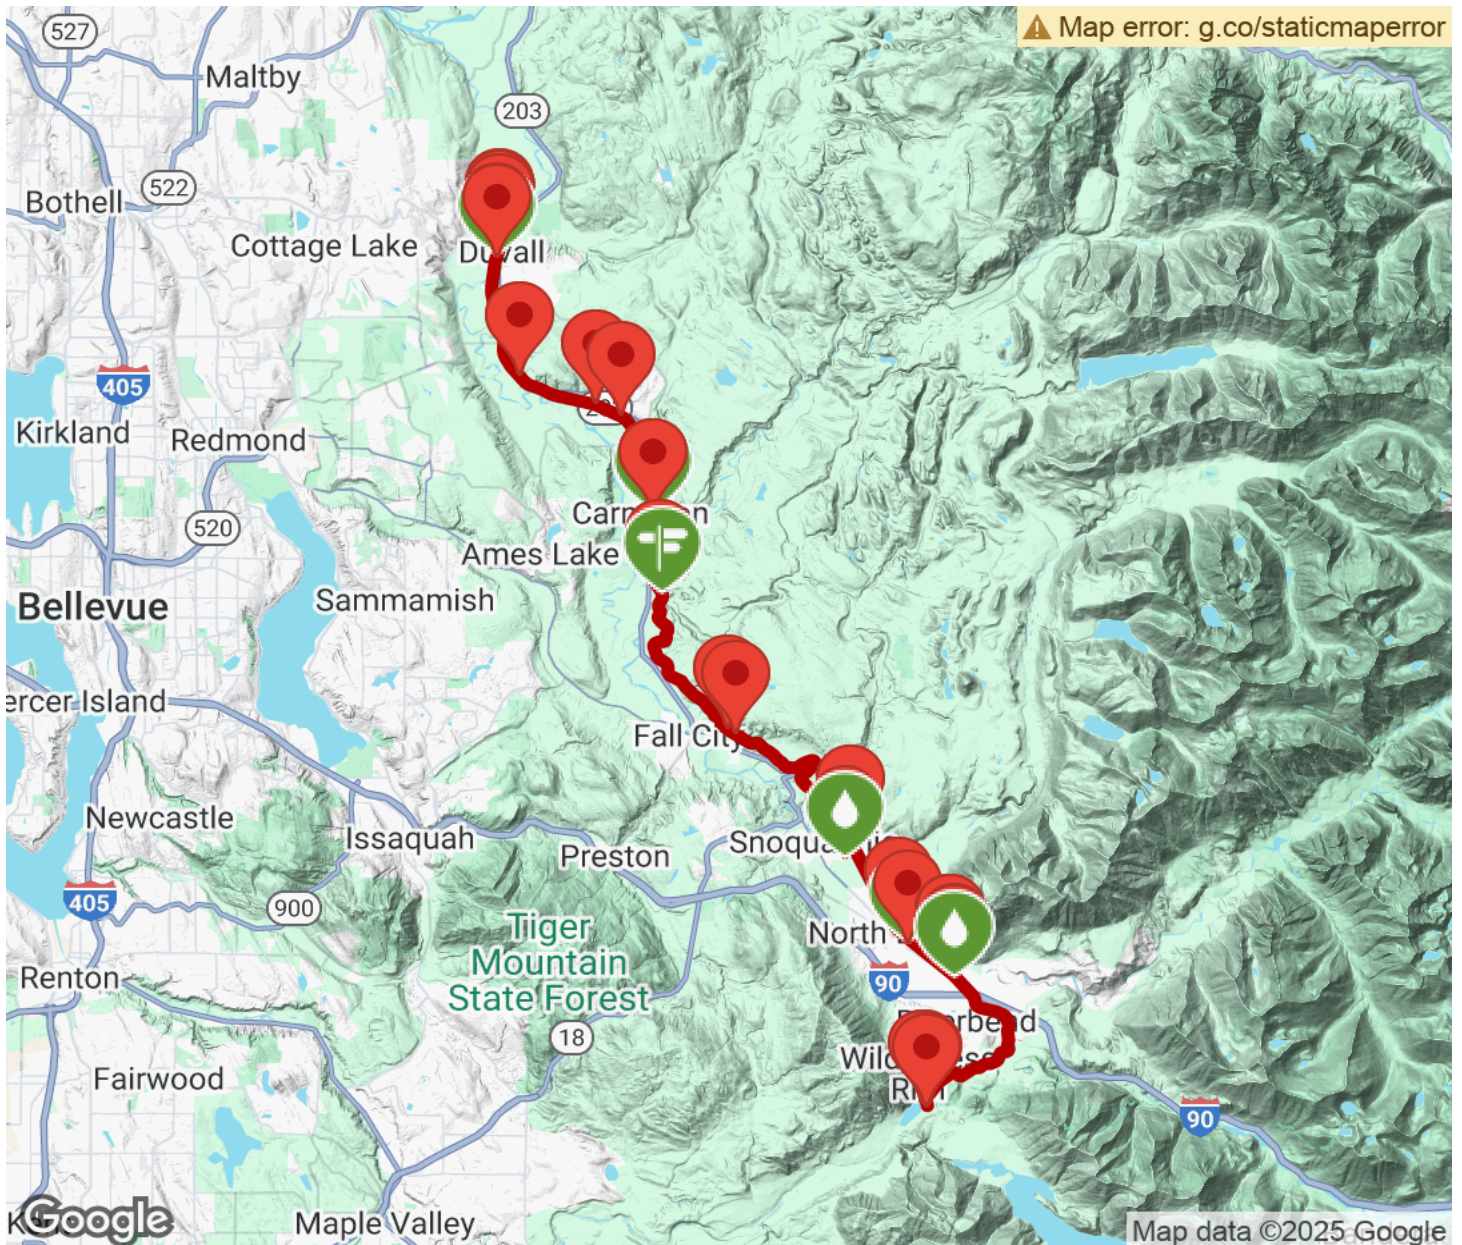 527
Map error: g.co/staticmaperror
Maltby
203
522
Bothell
Cottage Lake
Duvall
405
Kirkland
Redmond
520
Ames Lake
Bellevue
Sammamish
ercer Island
Fall City
Newcastle
Issaquah
Preston
405
900
Tiger
Mountain
State Forest
North
90
Renton
18
Fairwood
90
Maple Valley
Google
Map data ©2025 Google